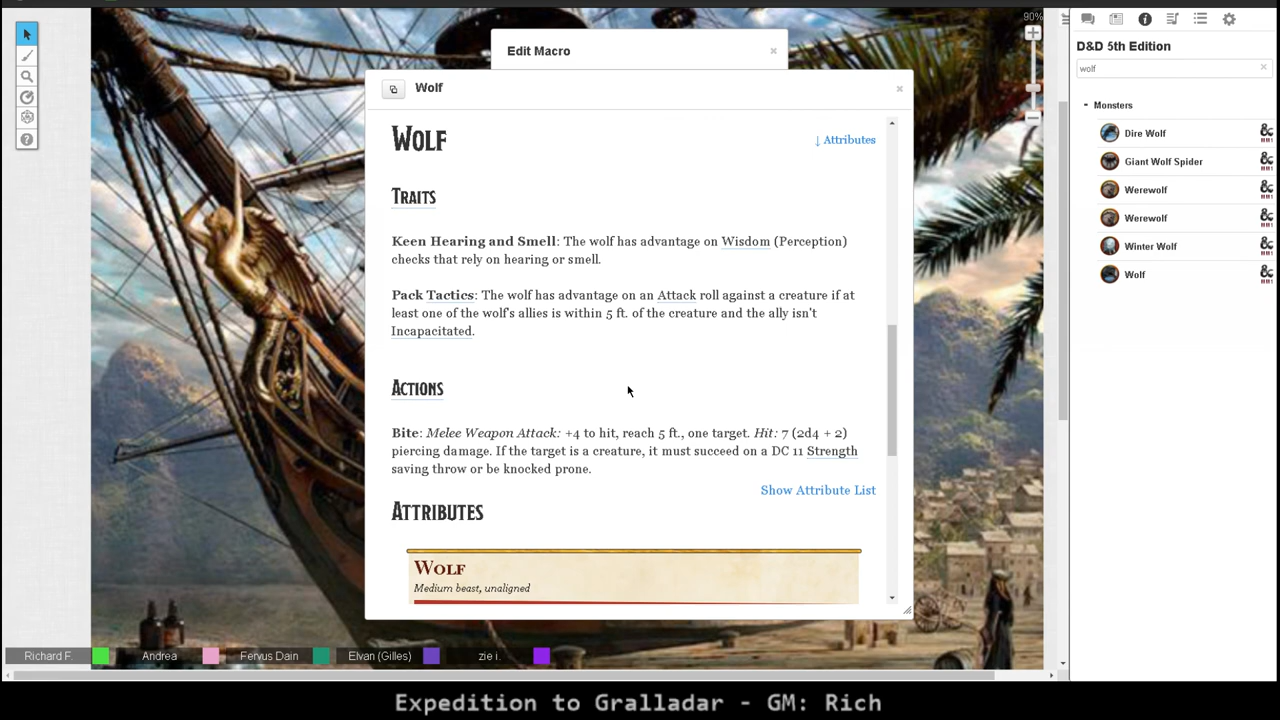 90%
Edit Macro
Wolf
WOLF
↓ Attributes
TRAITS
Keen Hearing and Smell: The wolf has advantage on Wisdom (Perception)
checks that rely on hearing or smell.
Pack Tactics: The wolf has advantage on an Attack roll against a creature if at
least one of the wolf's allies is within 5 ft. of the creature and the ally isn't
Incapacitated.
ACTIONS
Bite: Melee Weapon Attack: +4 to hit, reach 5 ft., one target. Hit: 7 (2d4 + 2)
piercing damage. If the target is a creature, it must succeed on a DC 11 Strength
saving throw or be knocked prone.
Show Attribute List
ATTRIBUTES
WOLF
Medium beast, unaligned
D&D 5th Edition
wolf
Monsters
Dire Wolf
Giant Wolf Spider
Werewolf
Werewolf
Winter Wolf
Wolf
Richard F.
Andrea
Fervus Dain
Elvan (Gilles)
zie i.
Expedition to Gralladar - GM: Rich